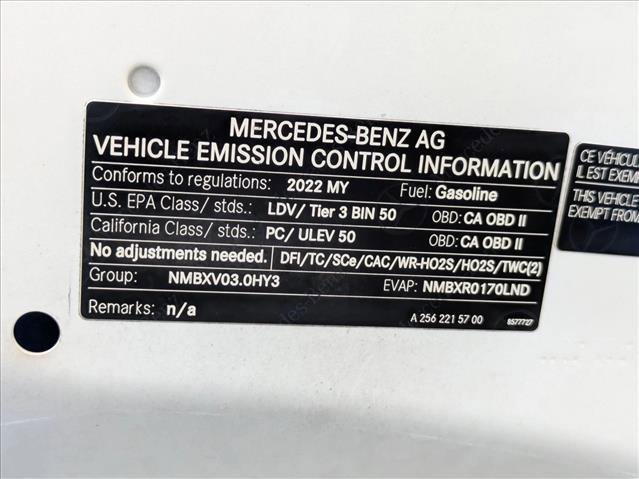 MERCEDES-BENZ AG
VEHICLE EMISSION CONTROL INFORMATION
Conforms to regulations: 2022 MY Fuel: Gasoline
U.S. EPA Class/ stds.: LDV/ Tier 3 BIN 50 OBD: CA OBD II
California Class/ stds.: PC/ ULEV 50 OBD: CA OBD II
No adjustments needed. DFI/TC/SCe/CAC/WR-HO2S/HO2S/TWC(2)
Group: NMBXV03.0HY3 EVAP: NMBXR0170LND
Remarks: n/a
A 256 221 57 00 8577727
CE VÉHICUL
IL EST EXEM
THIS VEHICLE
EXEMPT FROM